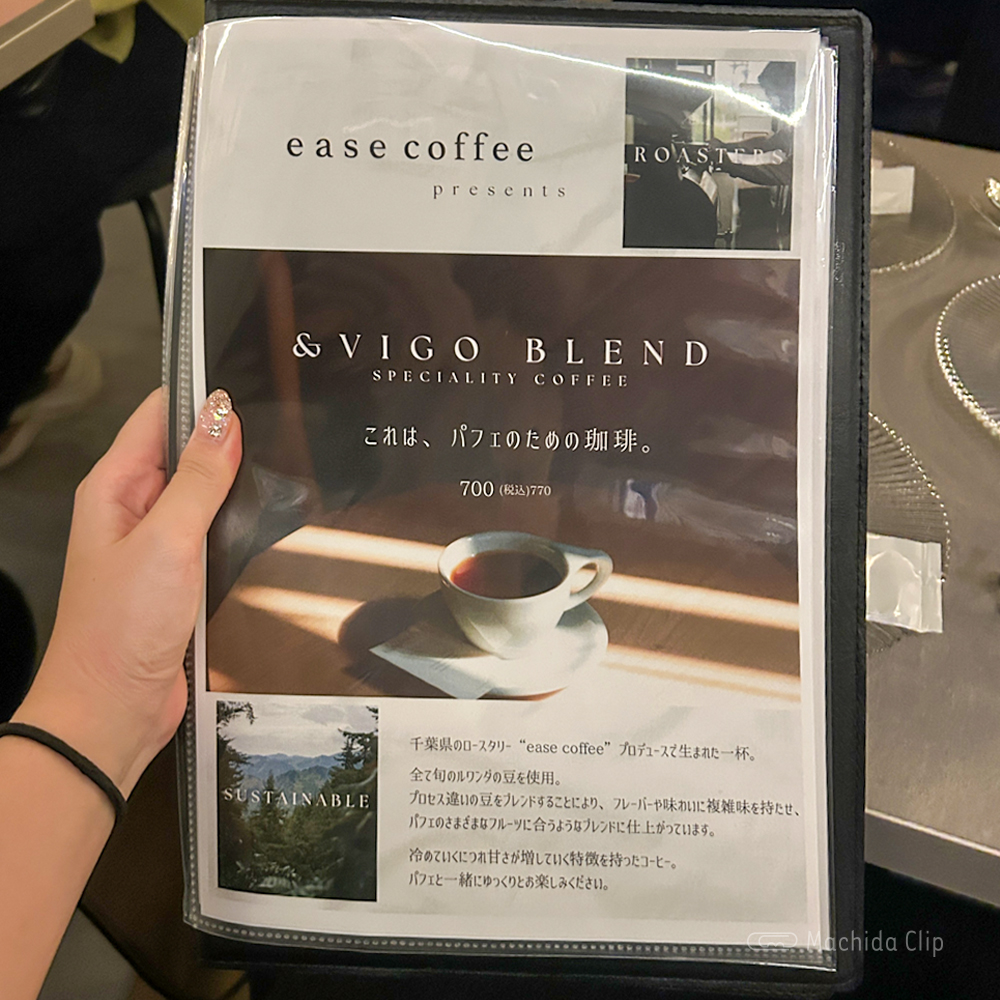 ease coffee
presents
ROASTERS
&VIGO BLEND
SPECIALITY COFFEE
これは、パフェのための珈琲。
700 (税込)770
SUSTAINABLE
千葉県のロースタリー “ease coffee” プロデュースで生まれた一杯。
全て旬のルワンダの豆を使用。
プロセス違いの豆をブレンドすることにより、フレーバーや味わいに複雑味を持たせ、
パフェのさまざまなフルーツに合うようなブレンドに仕上がっています。
冷めていくにつれ甘さが増していく特徴を持ったコーヒー。
パフェと一緒にゆっくりとお楽しみください。
Machida Clip